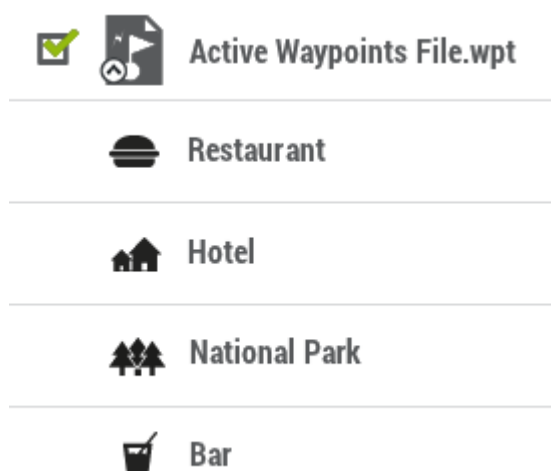 Active Waypoints File.wpt
Restaurant
Hotel
National Park
Bar